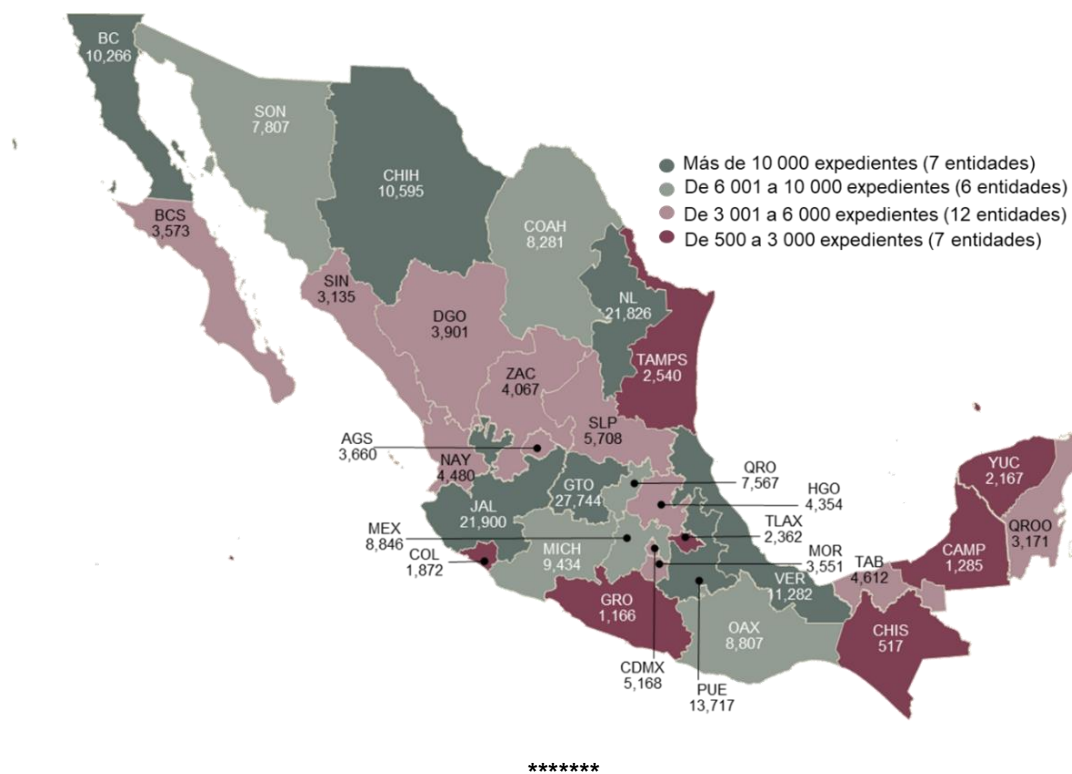 BC
10,266
SON
7,807
CHIH
10,595
COAH
8,281
BCS
3,573
SIN
3,135
DGO
3,901
NL
21,826
TAMPS
2,540
ZAC
4,067
SLP
5,708
AGS
3,660
NAY
4,480
GTO
27,744
JAL
21,900
QRO
7,567
HGO
4,354
TLAX
2,362
MEX
8,846
COL
1,872
MICH
9,434
MOR
3,551
GRO
1,166
CDMX
5,168
PUE
13,717
VER
11,282
OAX
8,807
TAB
4,612
CHIS
517
CAMP
1,285
YUC
2,167
QROO
3,171
Más de 10 000 expedientes (7 entidades)
De 6 001 a 10 000 expedientes (6 entidades)
De 3 001 a 6 000 expedientes (12 entidades)
De 500 a 3 000 expedientes (7 entidades)
*******